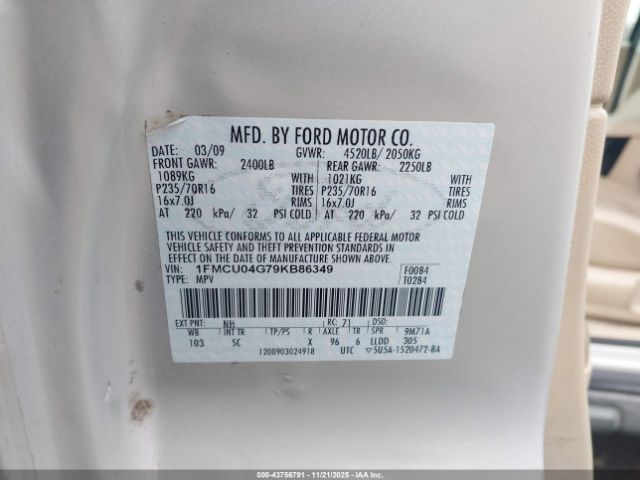 MFD. BY FORD MOTOR CO.
DATE: 03/09 GVWR: 4520LB/ 2050KG
FRONT GAWR: 2400LB REAR GAWR: 2250LB
1089KG WITH 1021KG WITH
P235/70R16 TIRES P235/70R16 TIRES
16x7.0J RIMS 16x7.0J RIMS
AT 220 kPa/ 32 PSI COLD AT 220 kPa/ 32 PSI COLD
THIS VEHICLE CONFORMS TO ALL APPLICABLE FEDERAL MOTOR
VEHICLE SAFETY AND THEFT PREVENTION STANDARDS IN
EFFECT ON THE DATE OF MANUFACTURE SHOWN ABOVE.
VIN: 1FMCU04G79KB86349 F0084
TYPE: MPV T0284
EXT PNT: NH RC: 71 DSO:
WB INT TR TP/PS R AXLE TR SPR 9M71A
103 5C X 96 6 LLDD 305
1200903024918 UTC ▽5U5A-1520472-BA
000-43756791 - 11/21/2025 - IAAI.COM